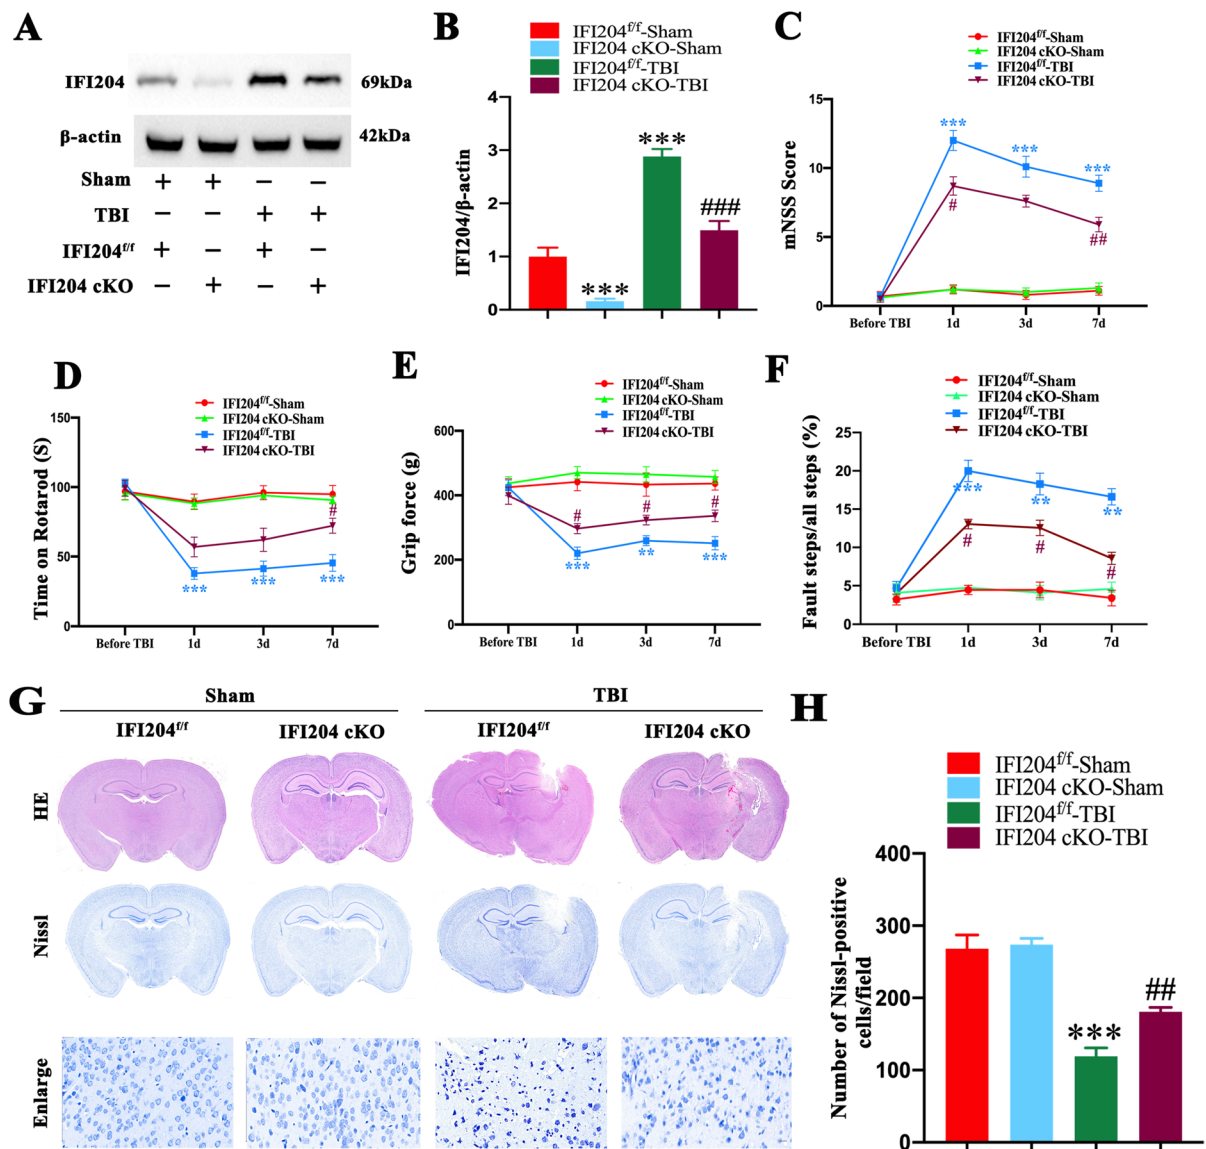 A
IFI204
69kDa
β-actin
42kDa
Sham + + − −
TBI − − + +
IFI204f/f + − + −
IFI204 cKO − + − +
B
IFI204f/f-Sham
IFI204 cKO-Sham
IFI204f/f-TBI
IFI204 cKO-TBI
IFI204/β-actin
4
3
2
1
0
***
***
###
C
IFI204f/f-Sham
IFI204 cKO-Sham
IFI204f/f-TBI
IFI204 cKO-TBI
mNSS Score
15
10
5
0
***
***
***
#
##
Before TBI 1d 3d 7d
D
IFI204f/f-Sham
IFI204 cKO-Sham
IFI204f/f-TBI
IFI204 cKO-TBI
Time on Rotarod (S)
150
100
50
0
#
***
***
***
Before TBI 1d 3d 7d
E
IFI204f/f-Sham
IFI204 cKO-Sham
IFI204f/f-TBI
IFI204 cKO-TBI
Grip force (g)
600
400
200
0
#
#
#
***
**
***
Before TBI 1d 3d 7d
F
IFI204f/f-Sham
IFI204 cKO-Sham
IFI204f/f-TBI
IFI204 cKO-TBI
Fault steps/all steps (%)
25
20
15
10
5
0
***
**
**
#
#
#
Before TBI 1d 3d 7d
G
Sham TBI
IFI204f/f IFI204 cKO IFI204f/f IFI204 cKO
HE
Nissl
Enlarge
H
IFI204f/f-Sham
IFI204 cKO-Sham
IFI204f/f-TBI
IFI204 cKO-TBI
Number of Nissl-positive
cells/field
400
300
200
100
0
***
##